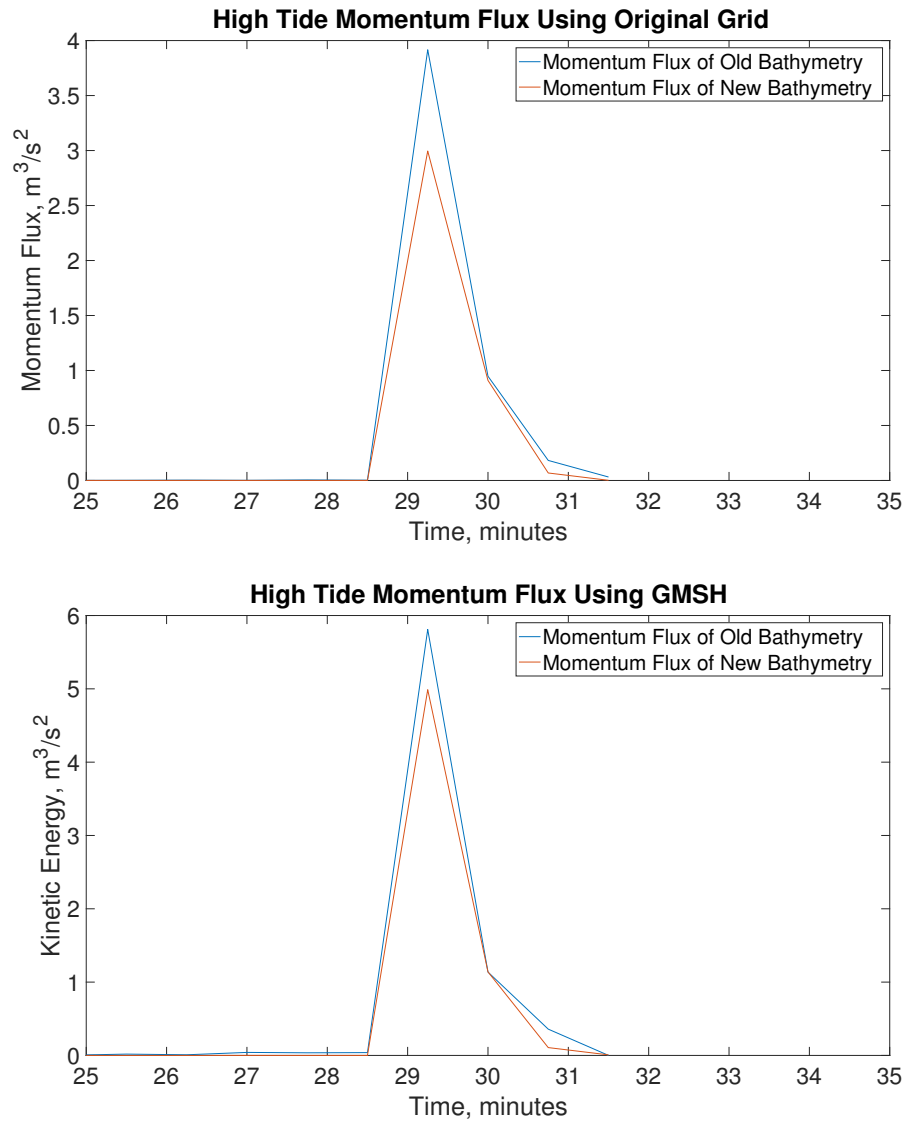 High Tide Momentum Flux Using Original Grid
4
3.5
3
2.5
2
1.5
1
0.5
0
Momentum Flux, m³/s²
Momentum Flux of Old Bathymetry
Momentum Flux of New Bathymetry
25 26 27 28 29 30 31 32 33 34 35
Time, minutes
High Tide Momentum Flux Using GMSH
6
5
4
3
2
1
0
Kinetic Energy, m³/s²
Momentum Flux of Old Bathymetry
Momentum Flux of New Bathymetry
25 26 27 28 29 30 31 32 33 34 35
Time, minutes